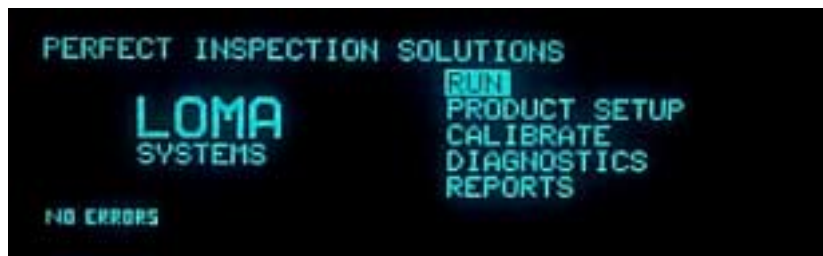 PERFECT INSPECTION SOLUTIONS
LOMA
SYSTEMS
RUN
PRODUCT SETUP
CALIBRATE
DIAGNOSTICS
REPORTS
NO ERRORS